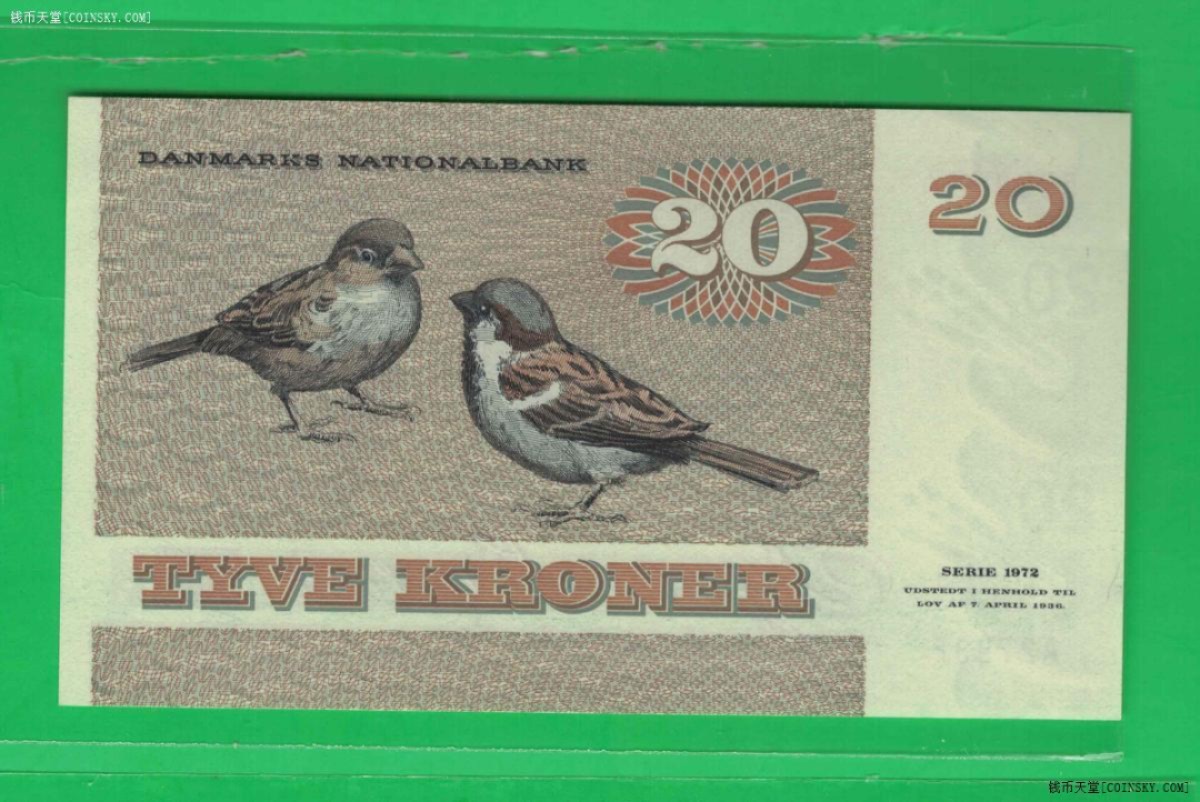 钱币天堂[COINSKY.COM]
DANMARKS NATIONALBANK
20
20
TYVE KRONER
SERIE 1972
UDSTEDT I HENHOLD TIL
LOV AF 7. APRIL 1936.
钱币天堂[COINSKY.COM]